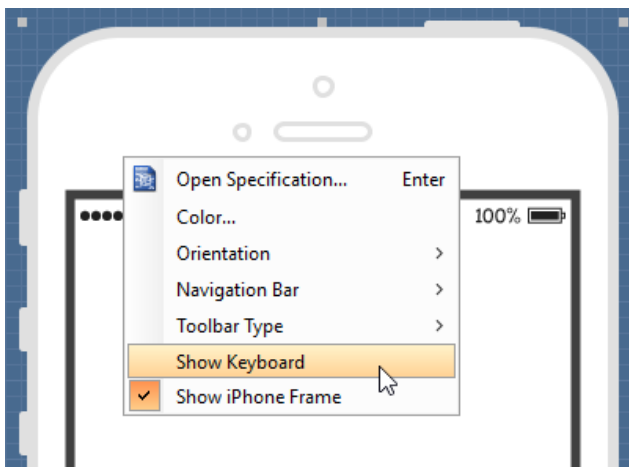 Open Specification... Enter
Color...
100%
Orientation
Navigation Bar
Toolbar Type
Show Keyboard
Show iPhone Frame